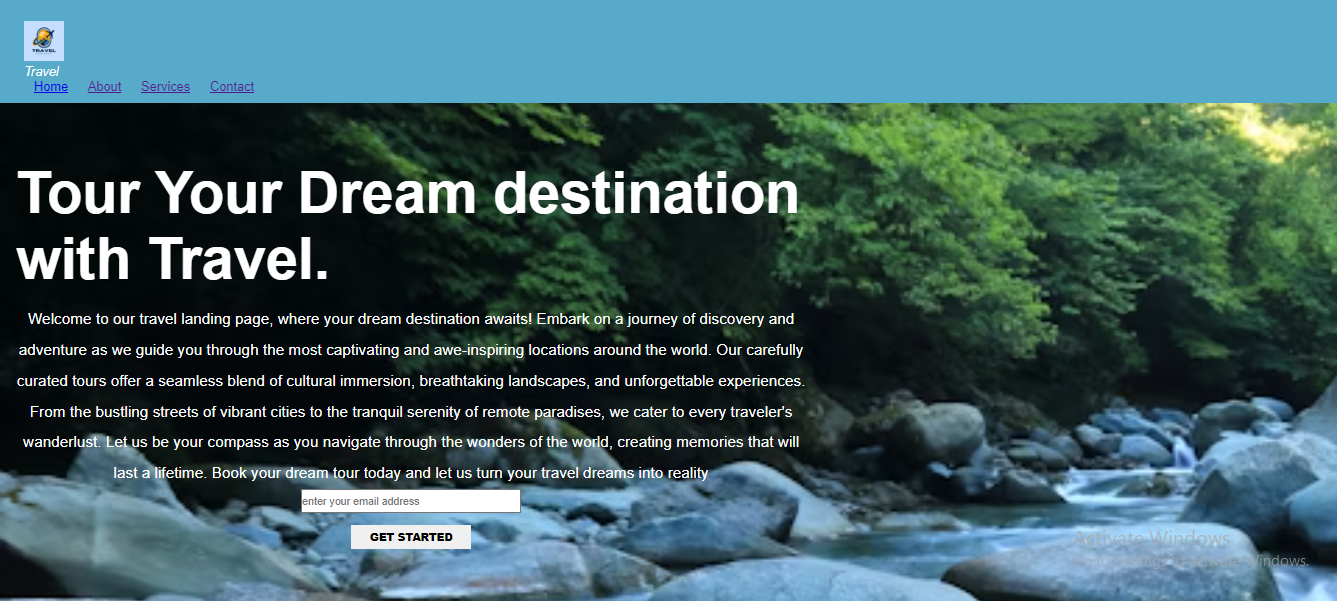 TRAVEL
Travel
Home About Services Contact
Tour Your Dream destination
with Travel.
Welcome to our travel landing page, where your dream destination awaits! Embark on a journey of discovery and
adventure as we guide you through the most captivating and awe-inspiring locations around the world. Our carefully
curated tours offer a seamless blend of cultural immersion, breathtaking landscapes, and unforgettable experiences.
From the bustling streets of vibrant cities to the tranquil serenity of remote paradises, we cater to every traveler's
wanderlust. Let us be your compass as you navigate through the wonders of the world, creating memories that will
last a lifetime. Book your dream tour today and let us turn your travel dreams into reality
enter your email address
GET STARTED
Activate Windows
Windows.